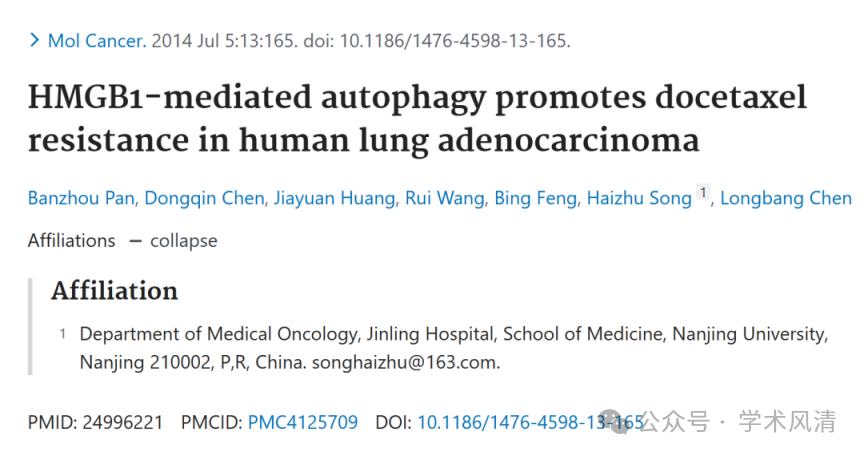 Mol Cancer. 2014 Jul 5:13:165. doi: 10.1186/1476-4598-13-165.
HMGB1-mediated autophagy promotes docetaxel
resistance in human lung adenocarcinoma
Banzhou Pan, Dongqin Chen, Jiayuan Huang, Rui Wang, Bing Feng, Haizhu Song 1, Longbang Chen
Affiliations — collapse
Affiliation
1 Department of Medical Oncology, Jinling Hospital, School of Medicine, Nanjing University,
Nanjing 210002, P,R, China. songhaizhu@163.com.
PMID: 24996221 PMCID: PMC4125709 DOI: 10.1186/1476-4598-13-165
公众号 · 学术风清